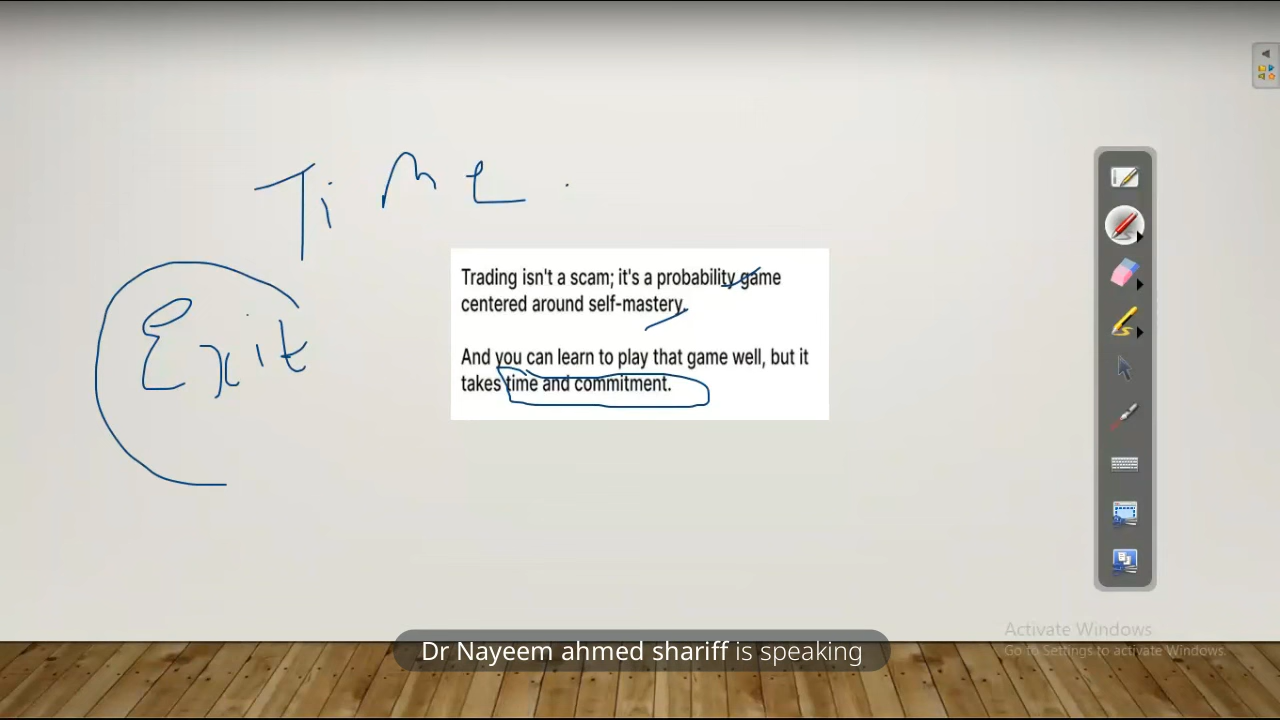 Time
Exit
Trading isn't a scam; it's a probability game
centered around self-mastery.
And you can learn to play that game well, but it
takes time and commitment.
Activate Windows
Go to Settings to activate Windows.
Dr Nayeem ahmed shariff is speaking